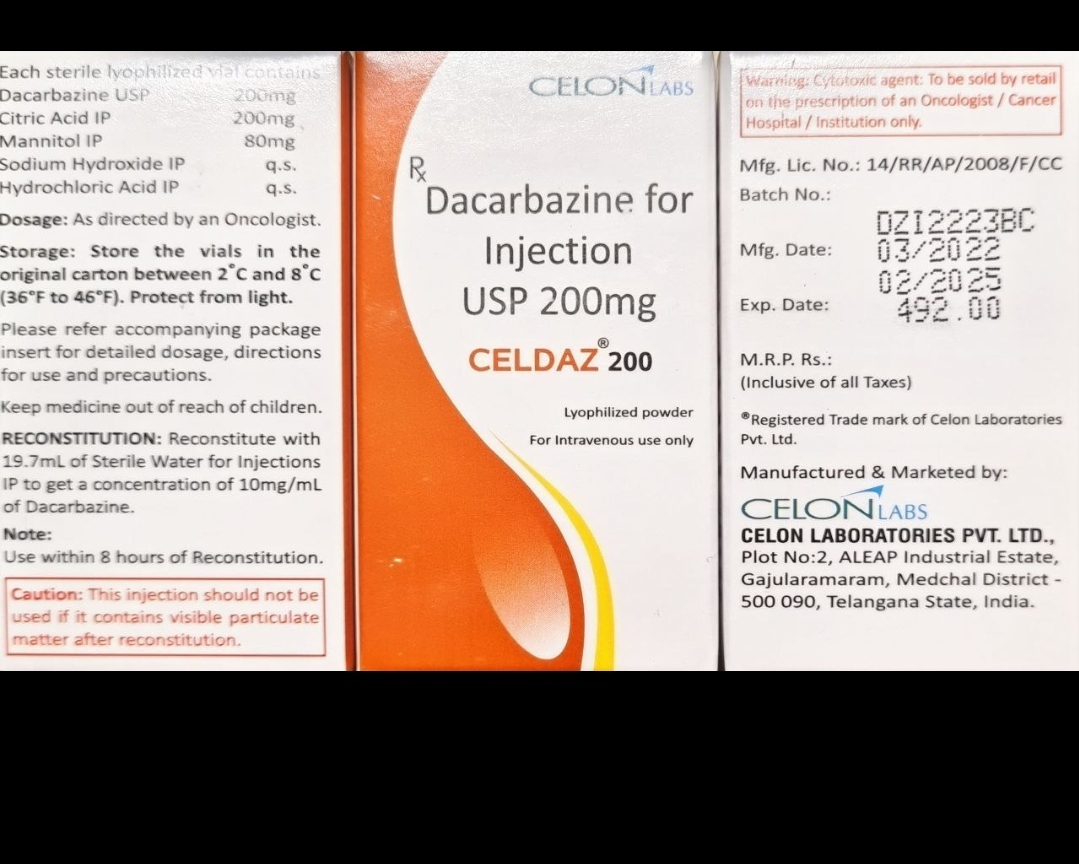 Each sterile lyophilized vial contains
Dacarbazine USP 200mg
Citric Acid IP 200mg
Mannitol IP 80mg
Sodium Hydroxide IP q.s.
Hydrochloric Acid IP q.s.
Dosage: As directed by an Oncologist.
Storage: Store the vials in the
original carton between 2°C and 8°C
(36°F to 46°F). Protect from light.
Please refer accompanying package
insert for detailed dosage, directions
for use and precautions.
Keep medicine out of reach of children.
RECONSTITUTION: Reconstitute with
19.7mL of Sterile Water for Injections
IP to get a concentration of 10mg/mL
of Dacarbazine.
Note:
Use within 8 hours of Reconstitution.
Caution: This injection should not be
used if it contains visible particulate
matter after reconstitution.
CELON LABS
Rx
Dacarbazine for
Injection
USP 200mg
CELDAZ® 200
Lyophilized powder
For Intravenous use only
Warning: Cytotoxic agent: To be sold by retail
on the prescription of an Oncologist / Cancer
Hospital / Institution only.
Mfg. Lic. No.: 14/RR/AP/2008/F/CC
Batch No.:
DZI2223BC
Mfg. Date: 03/2022
02/2025
Exp. Date: 492.00
M.R.P. Rs.:
(Inclusive of all Taxes)
®Registered Trade mark of Celon Laboratories
Pvt. Ltd.
Manufactured & Marketed by:
CELON LABS
CELON LABORATORIES PVT. LTD.,
Plot No:2, ALEAP Industrial Estate,
Gajularamaram, Medchal District -
500 090, Telangana State, India.